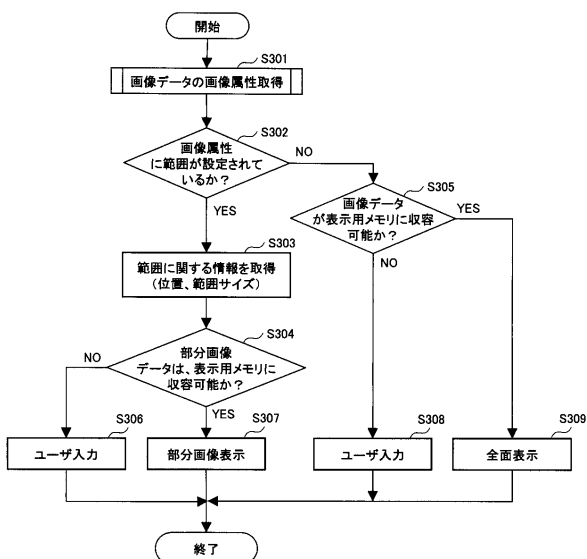 開始
S301
画像データの画像属性取得
S302
画像属性
に範囲が設定されて
いるか？
NO
YES
S305
画像データ
が表示用メモリに収容
可能か？
YES
NO
S303
範囲に関する情報を取得
（位置、範囲サイズ）
S304
部分画像
データは、表示用メモリに
収容可能か？
NO
YES
S306
ユーザ入力
S307
部分画像表示
S308
ユーザ入力
S309
全面表示
終了